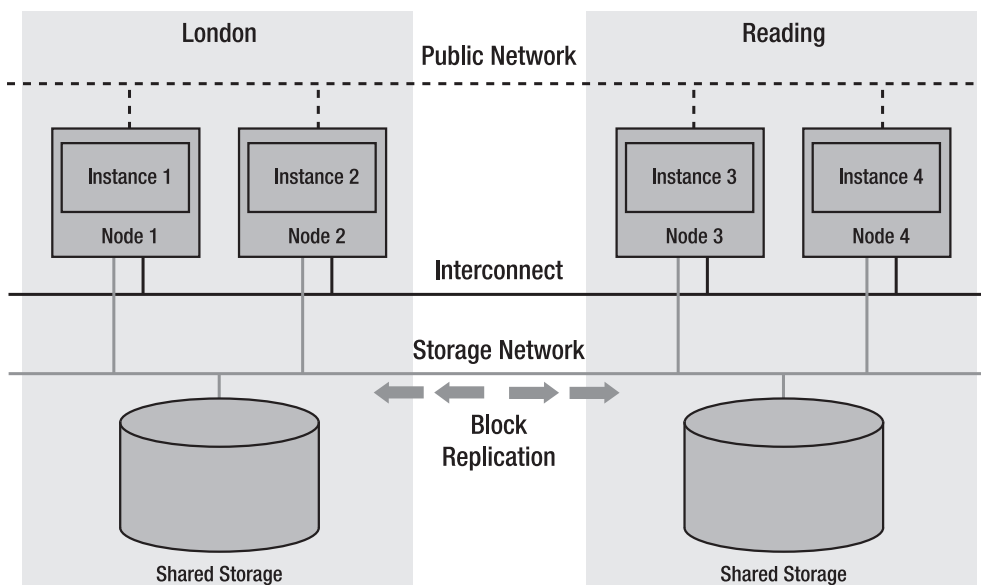 London
Reading
Public Network
Instance 1
Instance 2
Instance 3
Instance 4
Node 1
Node 2
Node 3
Node 4
Interconnect
Storage Network
Block
Replication
Shared Storage
Shared Storage